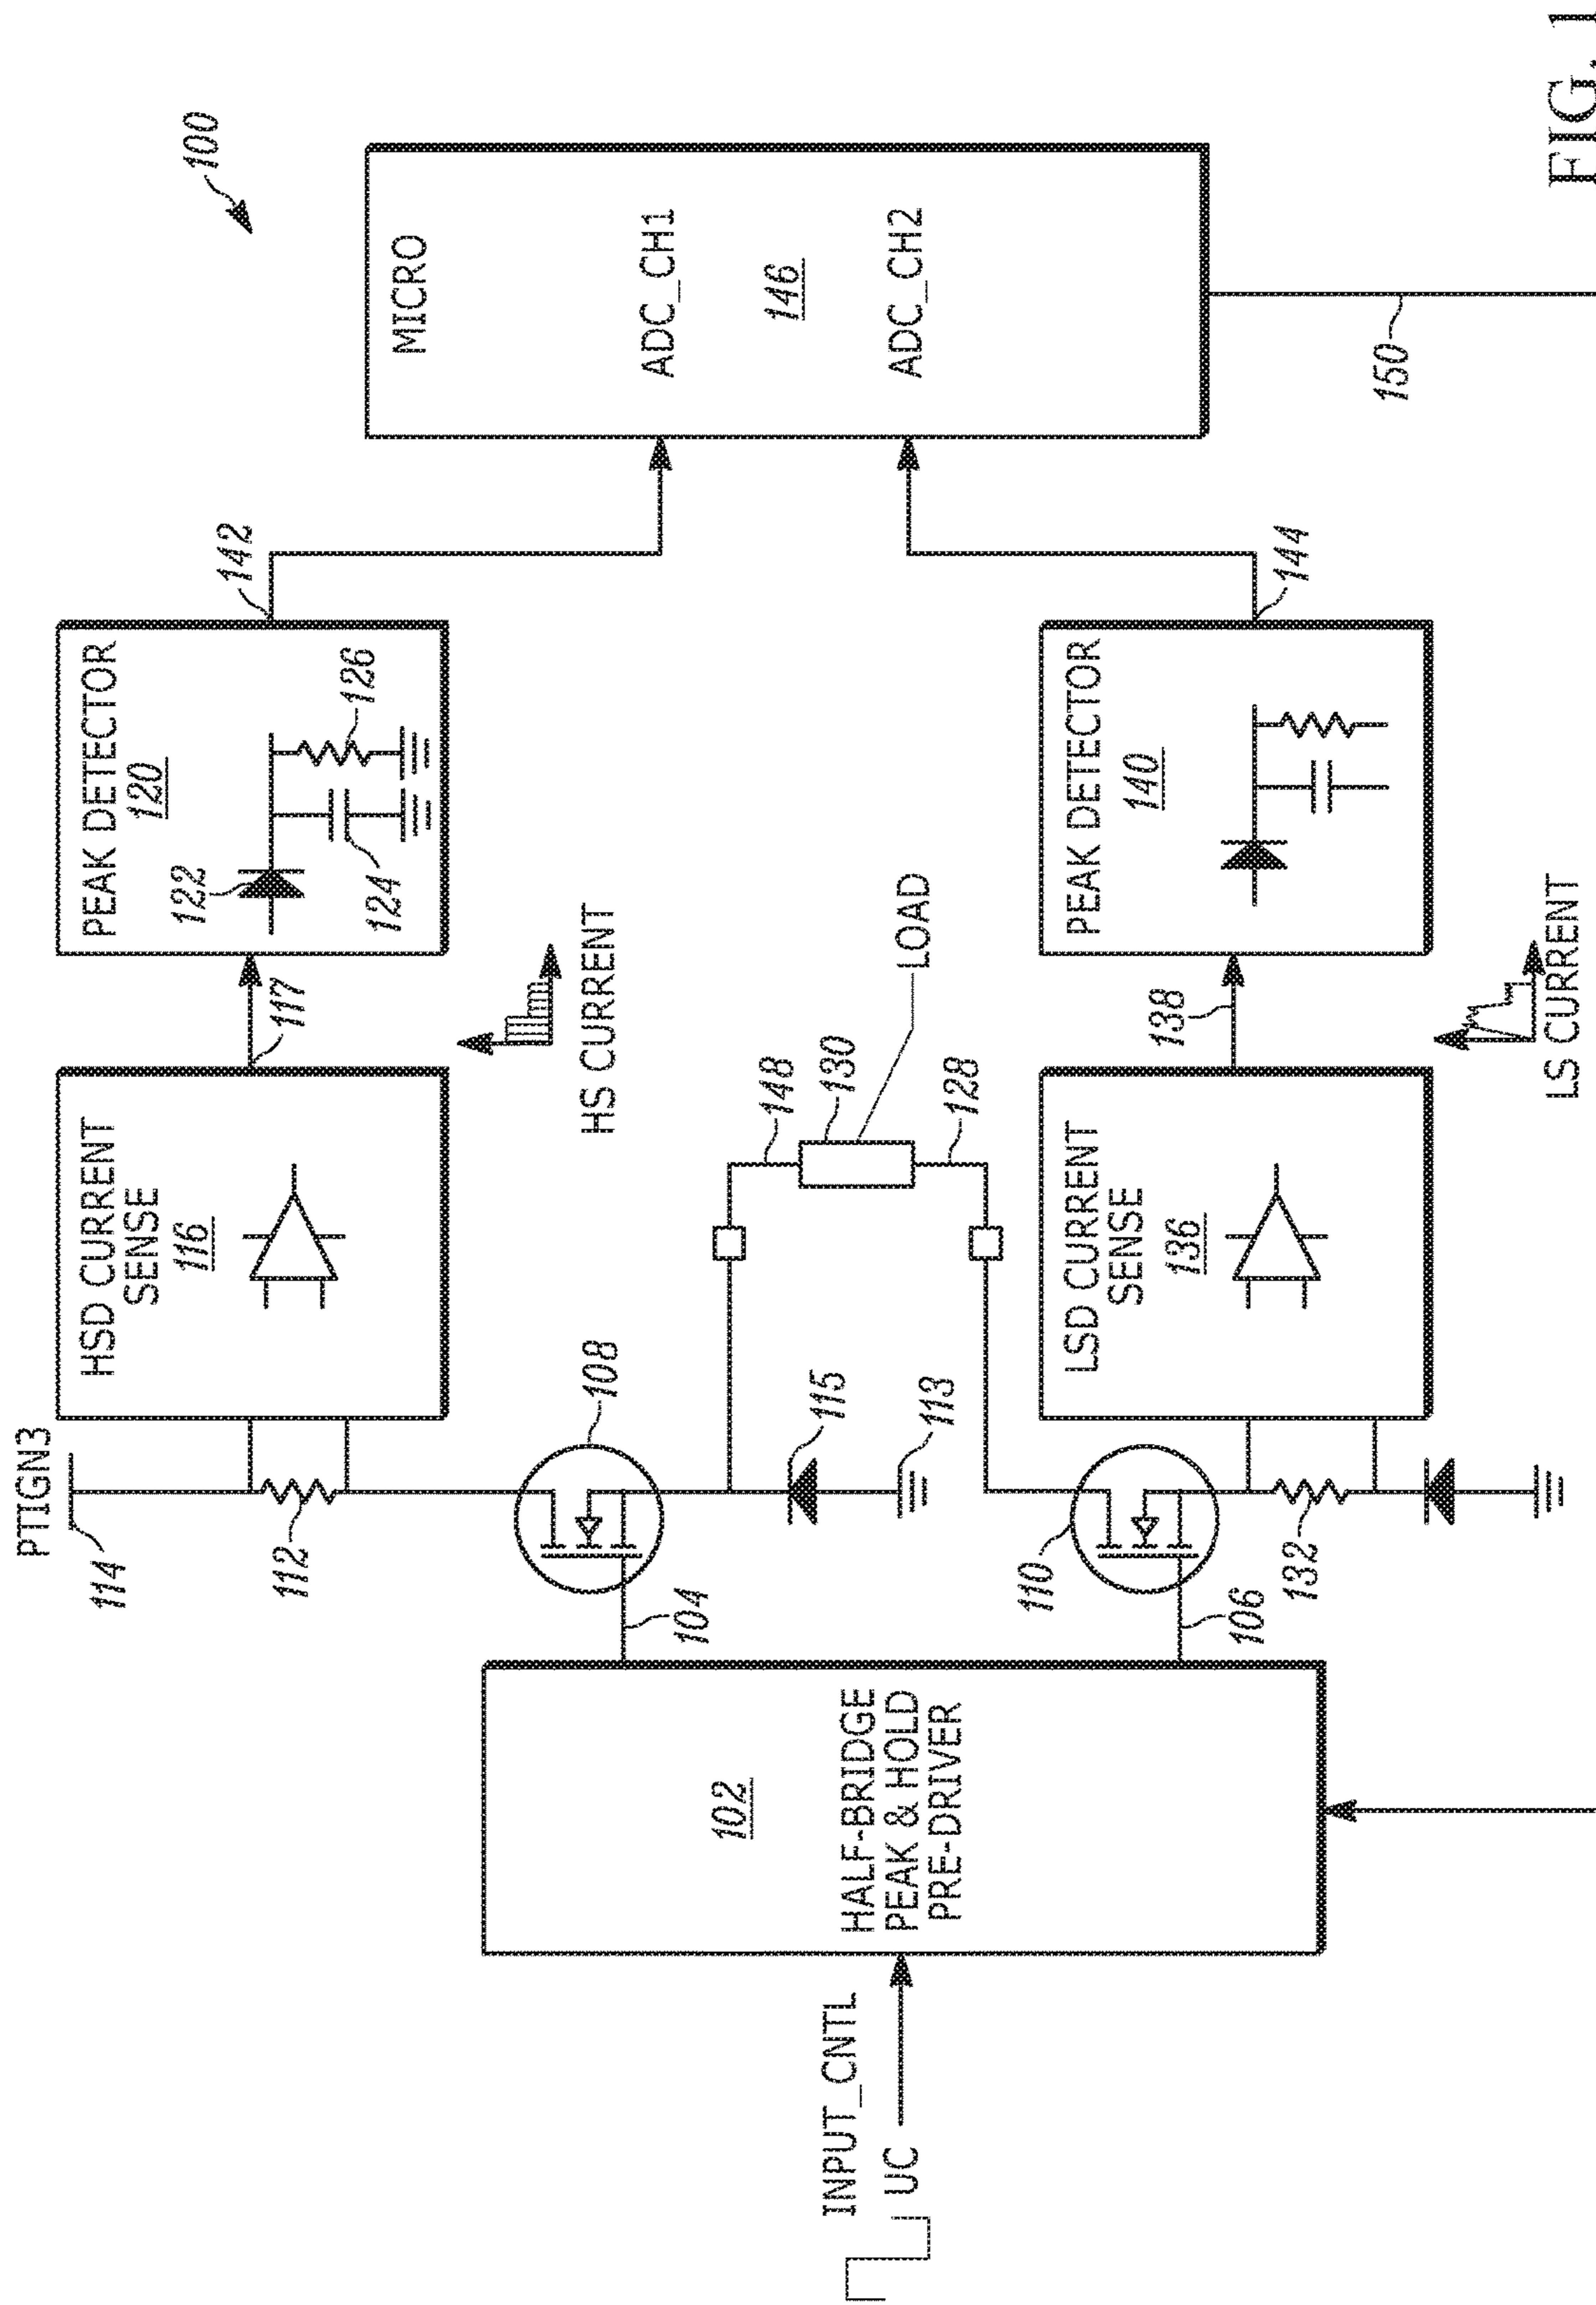 100
PTIGN3
114
112
HSD CURRENT
SENSE
116
117
PEAK DETECTOR
120
122
124
126
142
HS CURRENT
MICRO
ADC_CH1
146
ADC_CH2
150
INPUT_CNTL
UC
102
HALF-BRIDGE
PEAK & HOLD
PRE-DRIVER
104
106
108
110
115
113
148
130
LOAD
128
132
LSD CURRENT
SENSE
136
138
PEAK DETECTOR
140
144
LS CURRENT
FIG. 1